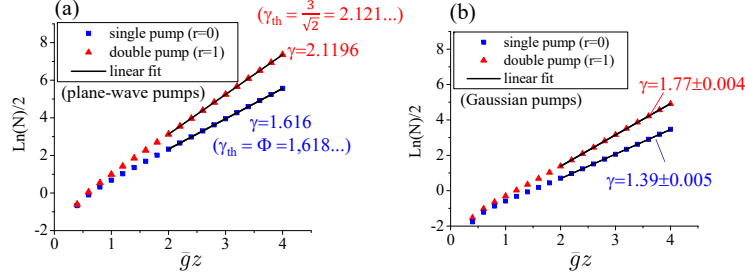 (a)
(γth = 3/√2 = 2.121...)
single pump (r=0)
double pump (r=1)
linear fit
(plane-wave pumps)
γ=2.1196
γ=1.616
(γth = Φ =1,618...)
Ln(N)/2
8
6
4
2
0
-2
0
1
2
3
4
ḡz
(b)
single pump (r=0)
double pump (r=1)
linear fit
(Gaussian pumps)
γ=1.77±0.004
γ=1.39±0.005
Ln(N)/2
8
6
4
2
0
-2
0
1
2
3
4
ḡz